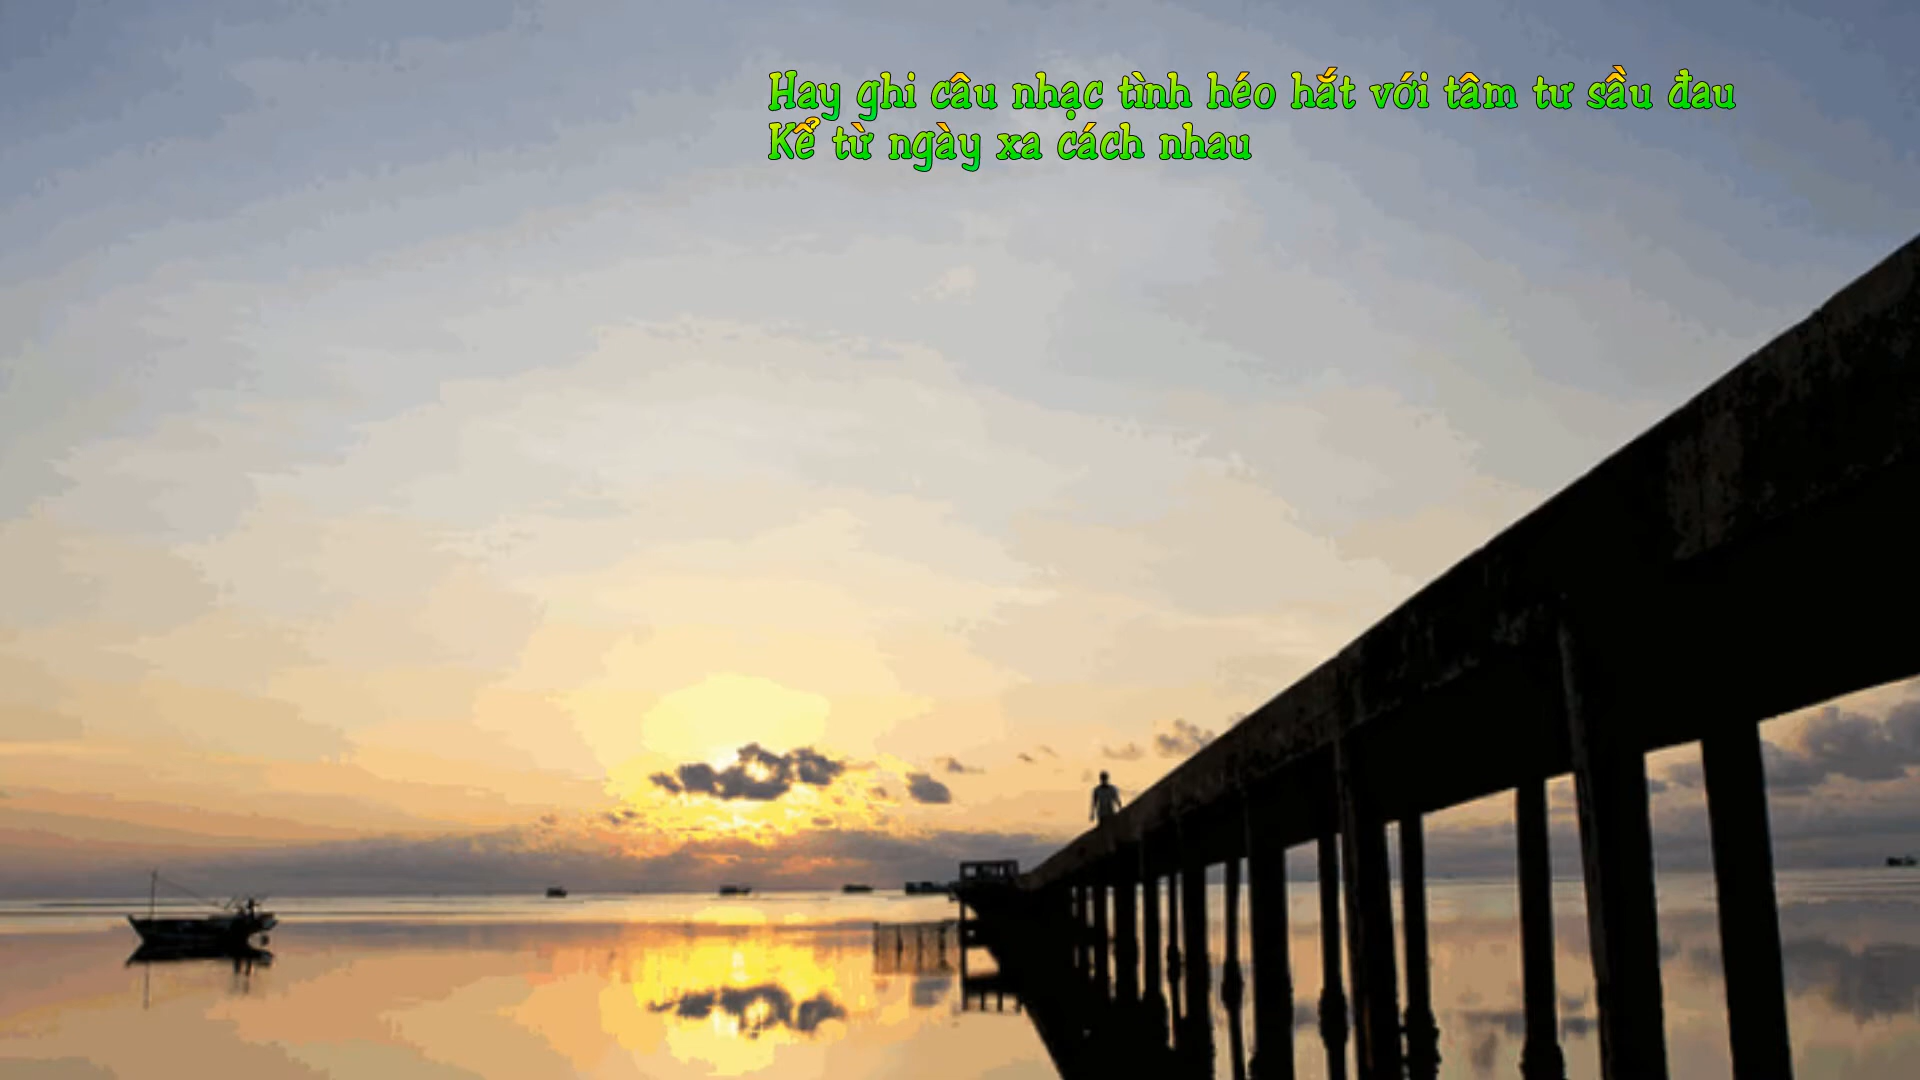 Hay ghi câu nhạc tình héo hắt với tâm tư sầu đau
Kể từ ngày xa cách nhau